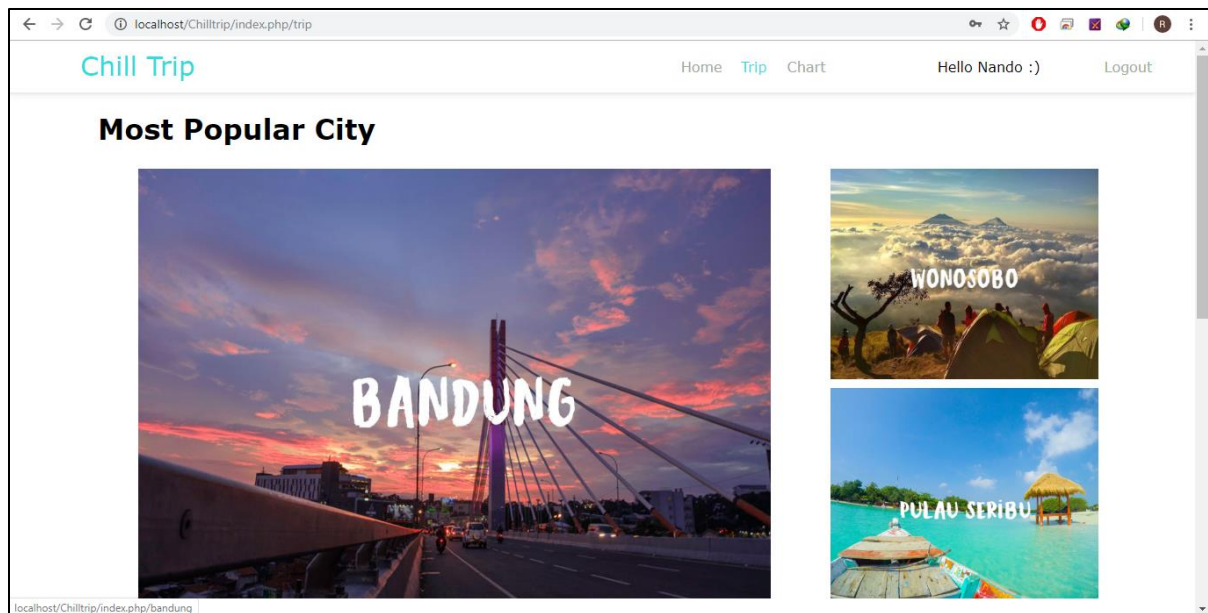 localhost/Chilltrip/index.php/trip
R
Chill Trip
Home Trip Chart Hello Nando :) Logout
Most Popular City
BANDUNG
WONOSOBO
PULAU SERiBU
localhost/Chilltrip/index.php/bandung